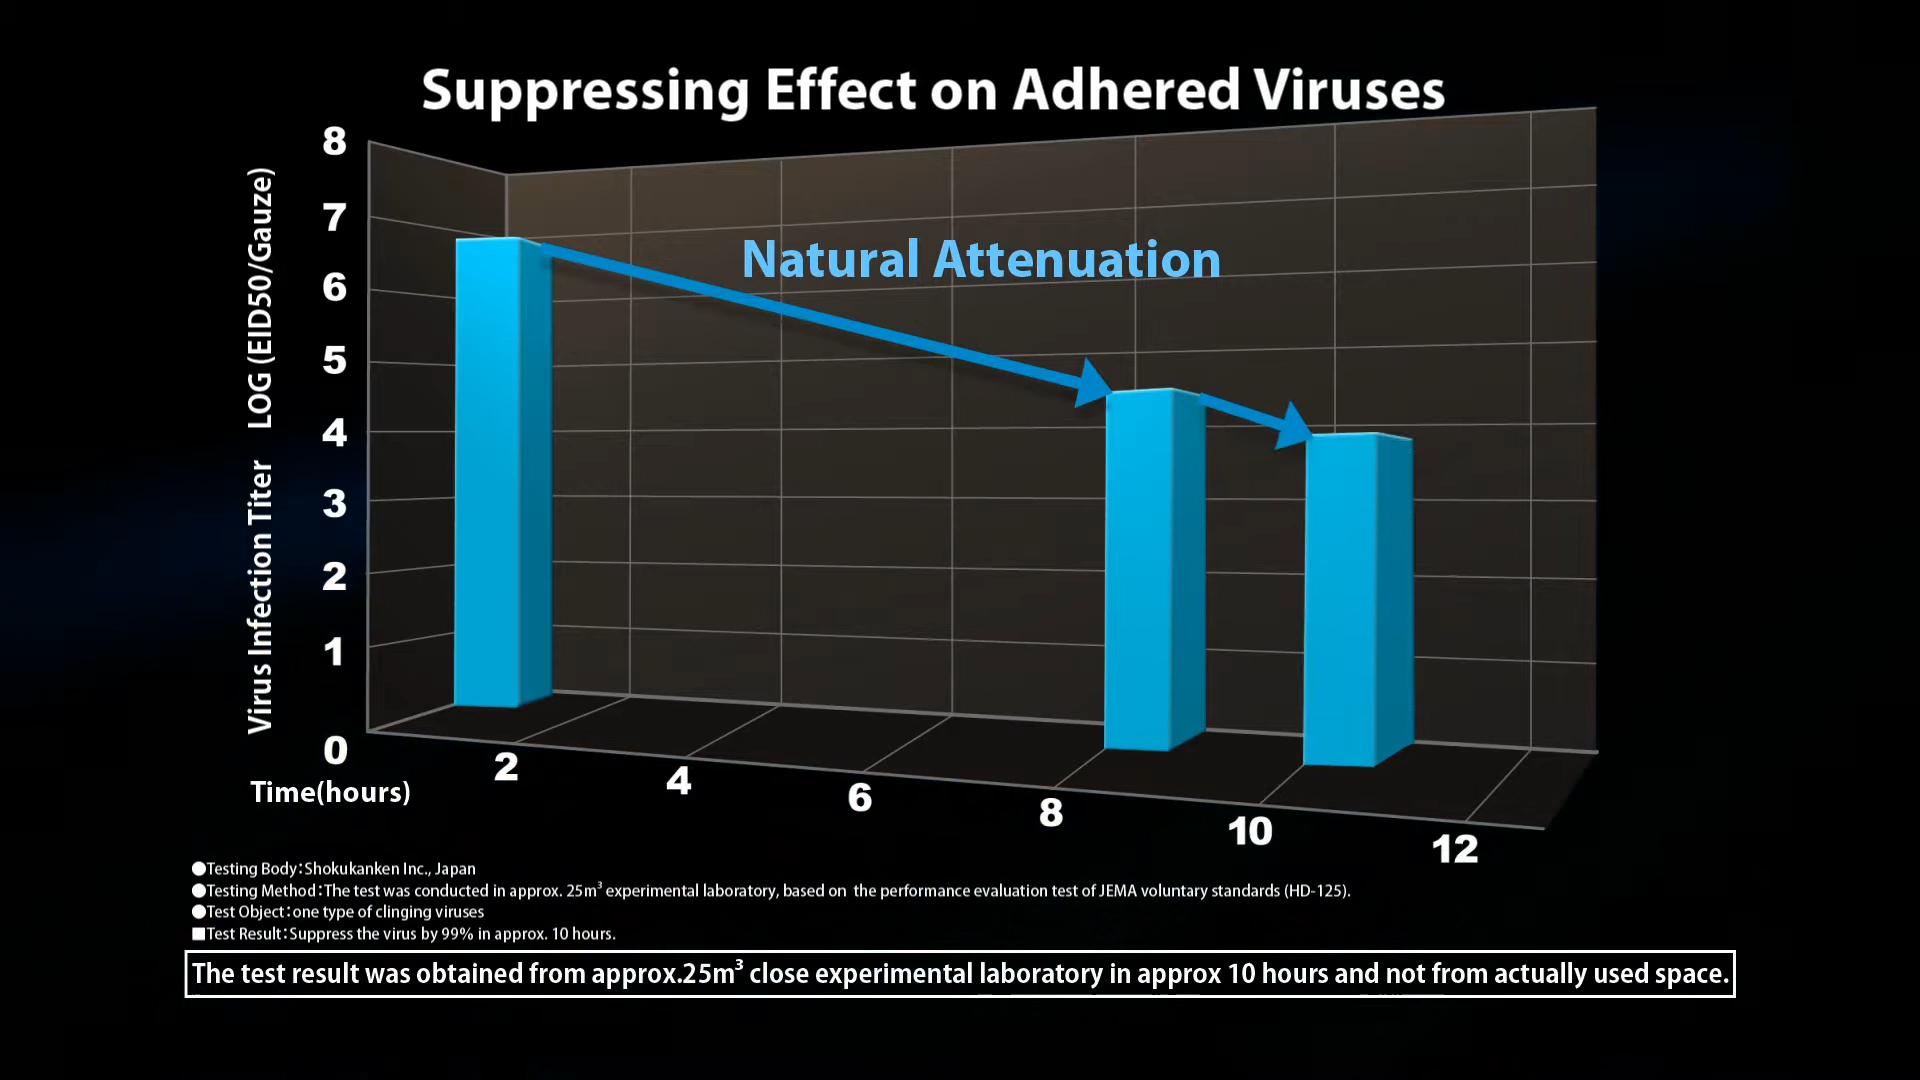 Suppressing Effect on Adhered Viruses
Virus Infection Titer LOG (EID50/Gauze)
8
7
6
5
4
3
2
1
0
Natural Attenuation
Time(hours)
2
4
6
8
10
12
●Testing Body:Shokukanken Inc., Japan
●Testing Method:The test was conducted in approx. 25m³ experimental laboratory, based on the performance evaluation test of JEMA voluntary standards (HD-125).
●Test Object:one type of clinging viruses
■Test Result:Suppress the virus by 99% in approx. 10 hours.
The test result was obtained from approx.25m³ close experimental laboratory in approx 10 hours and not from actually used space.